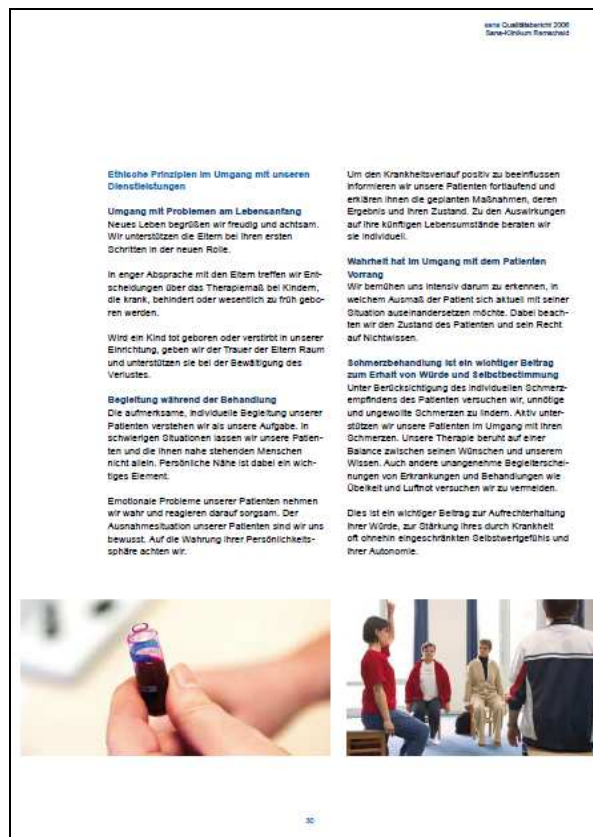 sana Qualitätsbericht 2006
Sana-Klinikum Remscheid
Ethische Prinzipien im Umgang mit unseren
Dienstleistungen
Umgang mit Problemen am Lebensanfang
Neues Leben begrüßen wir freudig und achtsam.
Wir unterstützen die Eltern bei ihren ersten
Schritten in der neuen Rolle.
In enger Absprache mit den Eltern treffen wir Ent-
scheidungen über das Therapiemaß bei Kindern,
die krank, behindert oder wesentlich zu früh gebo-
ren werden.
Wird ein Kind tot geboren oder verstirbt in unserer
Einrichtung, geben wir der Trauer der Eltern Raum
und unterstützen sie bei der Bewältigung des
Verlustes.
Begleitung während der Behandlung
Die aufmerksame, individuelle Begleitung unserer
Patienten verstehen wir als unsere Aufgabe. In
schwierigen Situationen lassen wir unsere Patien-
ten und die ihnen nahe stehenden Menschen
nicht allein. Persönliche Nähe ist dabei ein wich-
tiges Element.
Emotionale Probleme unserer Patienten nehmen
wir wahr und reagieren darauf sorgsam. Der
Ausnahmesituation unserer Patienten sind wir uns
bewusst. Auf die Wahrung ihrer Persönlichkeits-
sphäre achten wir.
Um den Krankheitsverlauf positiv zu beeinflussen
informieren wir unsere Patienten fortlaufend und
erklären ihnen die geplanten Maßnahmen, deren
Ergebnis und ihren Zustand. Zu den Auswirkungen
auf ihre künftigen Lebensumstände beraten wir
sie individuell.
Wahrheit hat im Umgang mit dem Patienten
Vorrang
Wir bemühen uns intensiv darum zu erkennen, in
welchem Ausmaß der Patient sich aktuell mit seiner
Situation auseinandersetzen möchte. Dabei beach-
ten wir den Zustand des Patienten und sein Recht
auf Nichtwissen.
Schmerzbehandlung ist ein wichtiger Beitrag
zum Erhalt von Würde und Selbstbestimmung
Unter Berücksichtigung des individuellen Schmerz-
empfindens des Patienten versuchen wir, unnötige
und ungewollte Schmerzen zu lindern. Aktiv unter-
stützen wir unsere Patienten im Umgang mit ihren
Schmerzen. Unsere Therapie beruht auf einer
Balance zwischen seinen Wünschen und unserem
Wissen. Auch andere unangenehme Begleiterschei-
nungen von Erkrankungen und Behandlungen wie
Übelkeit und Luftnot versuchen wir zu vermeiden.
Dies ist ein wichtiger Beitrag zur Aufrechterhaltung
ihrer Würde, zur Stärkung ihres durch Krankheit
oft ohnehin eingeschränkten Selbstwertgefühls und
ihrer Autonomie.
30